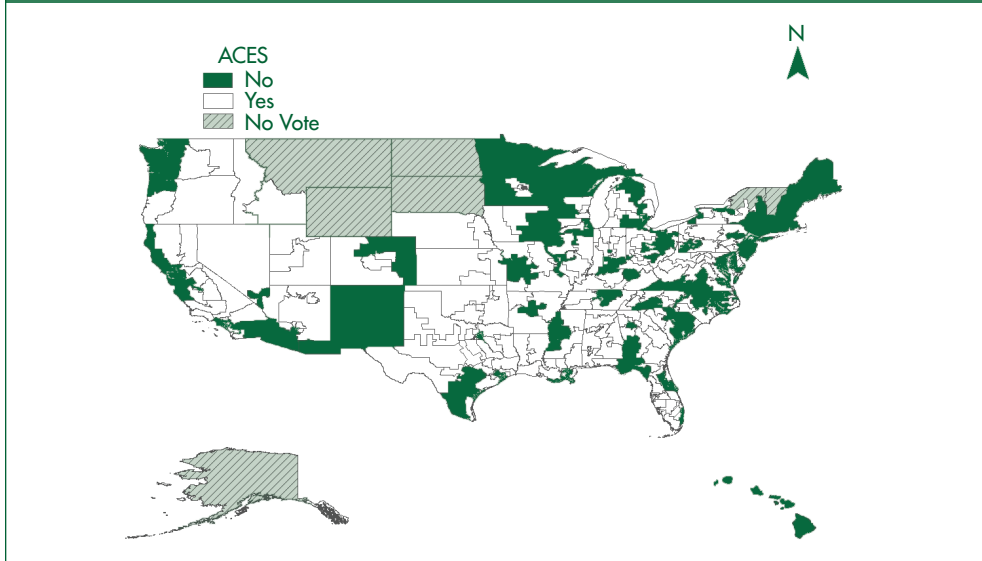 N
ACES
No
Yes
No Vote